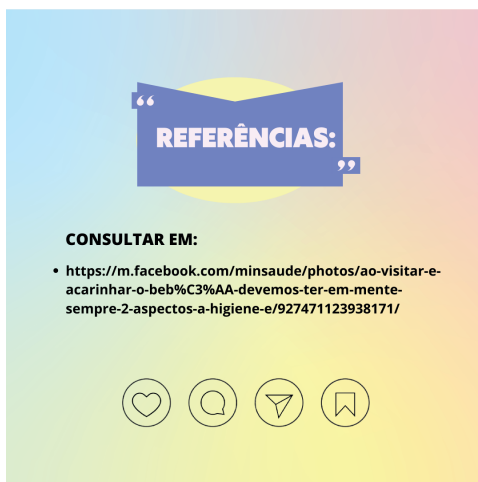 “
REFERÊNCIAS:
”
CONSULTAR EM:
• https://m.facebook.com/minsaude/photos/ao-visitar-e-
acarinhar-o-beb%C3%AA-devemos-ter-em-mente-
sempre-2-aspectos-a-higiene-e/927471123938171/